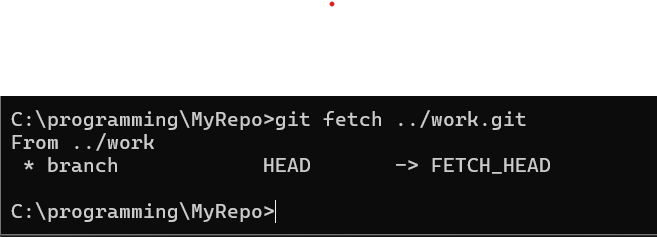 C:\programming\MyRepo>git fetch ../work.git
From ../work
 * branch            HEAD       -> FETCH_HEAD
C:\programming\MyRepo>